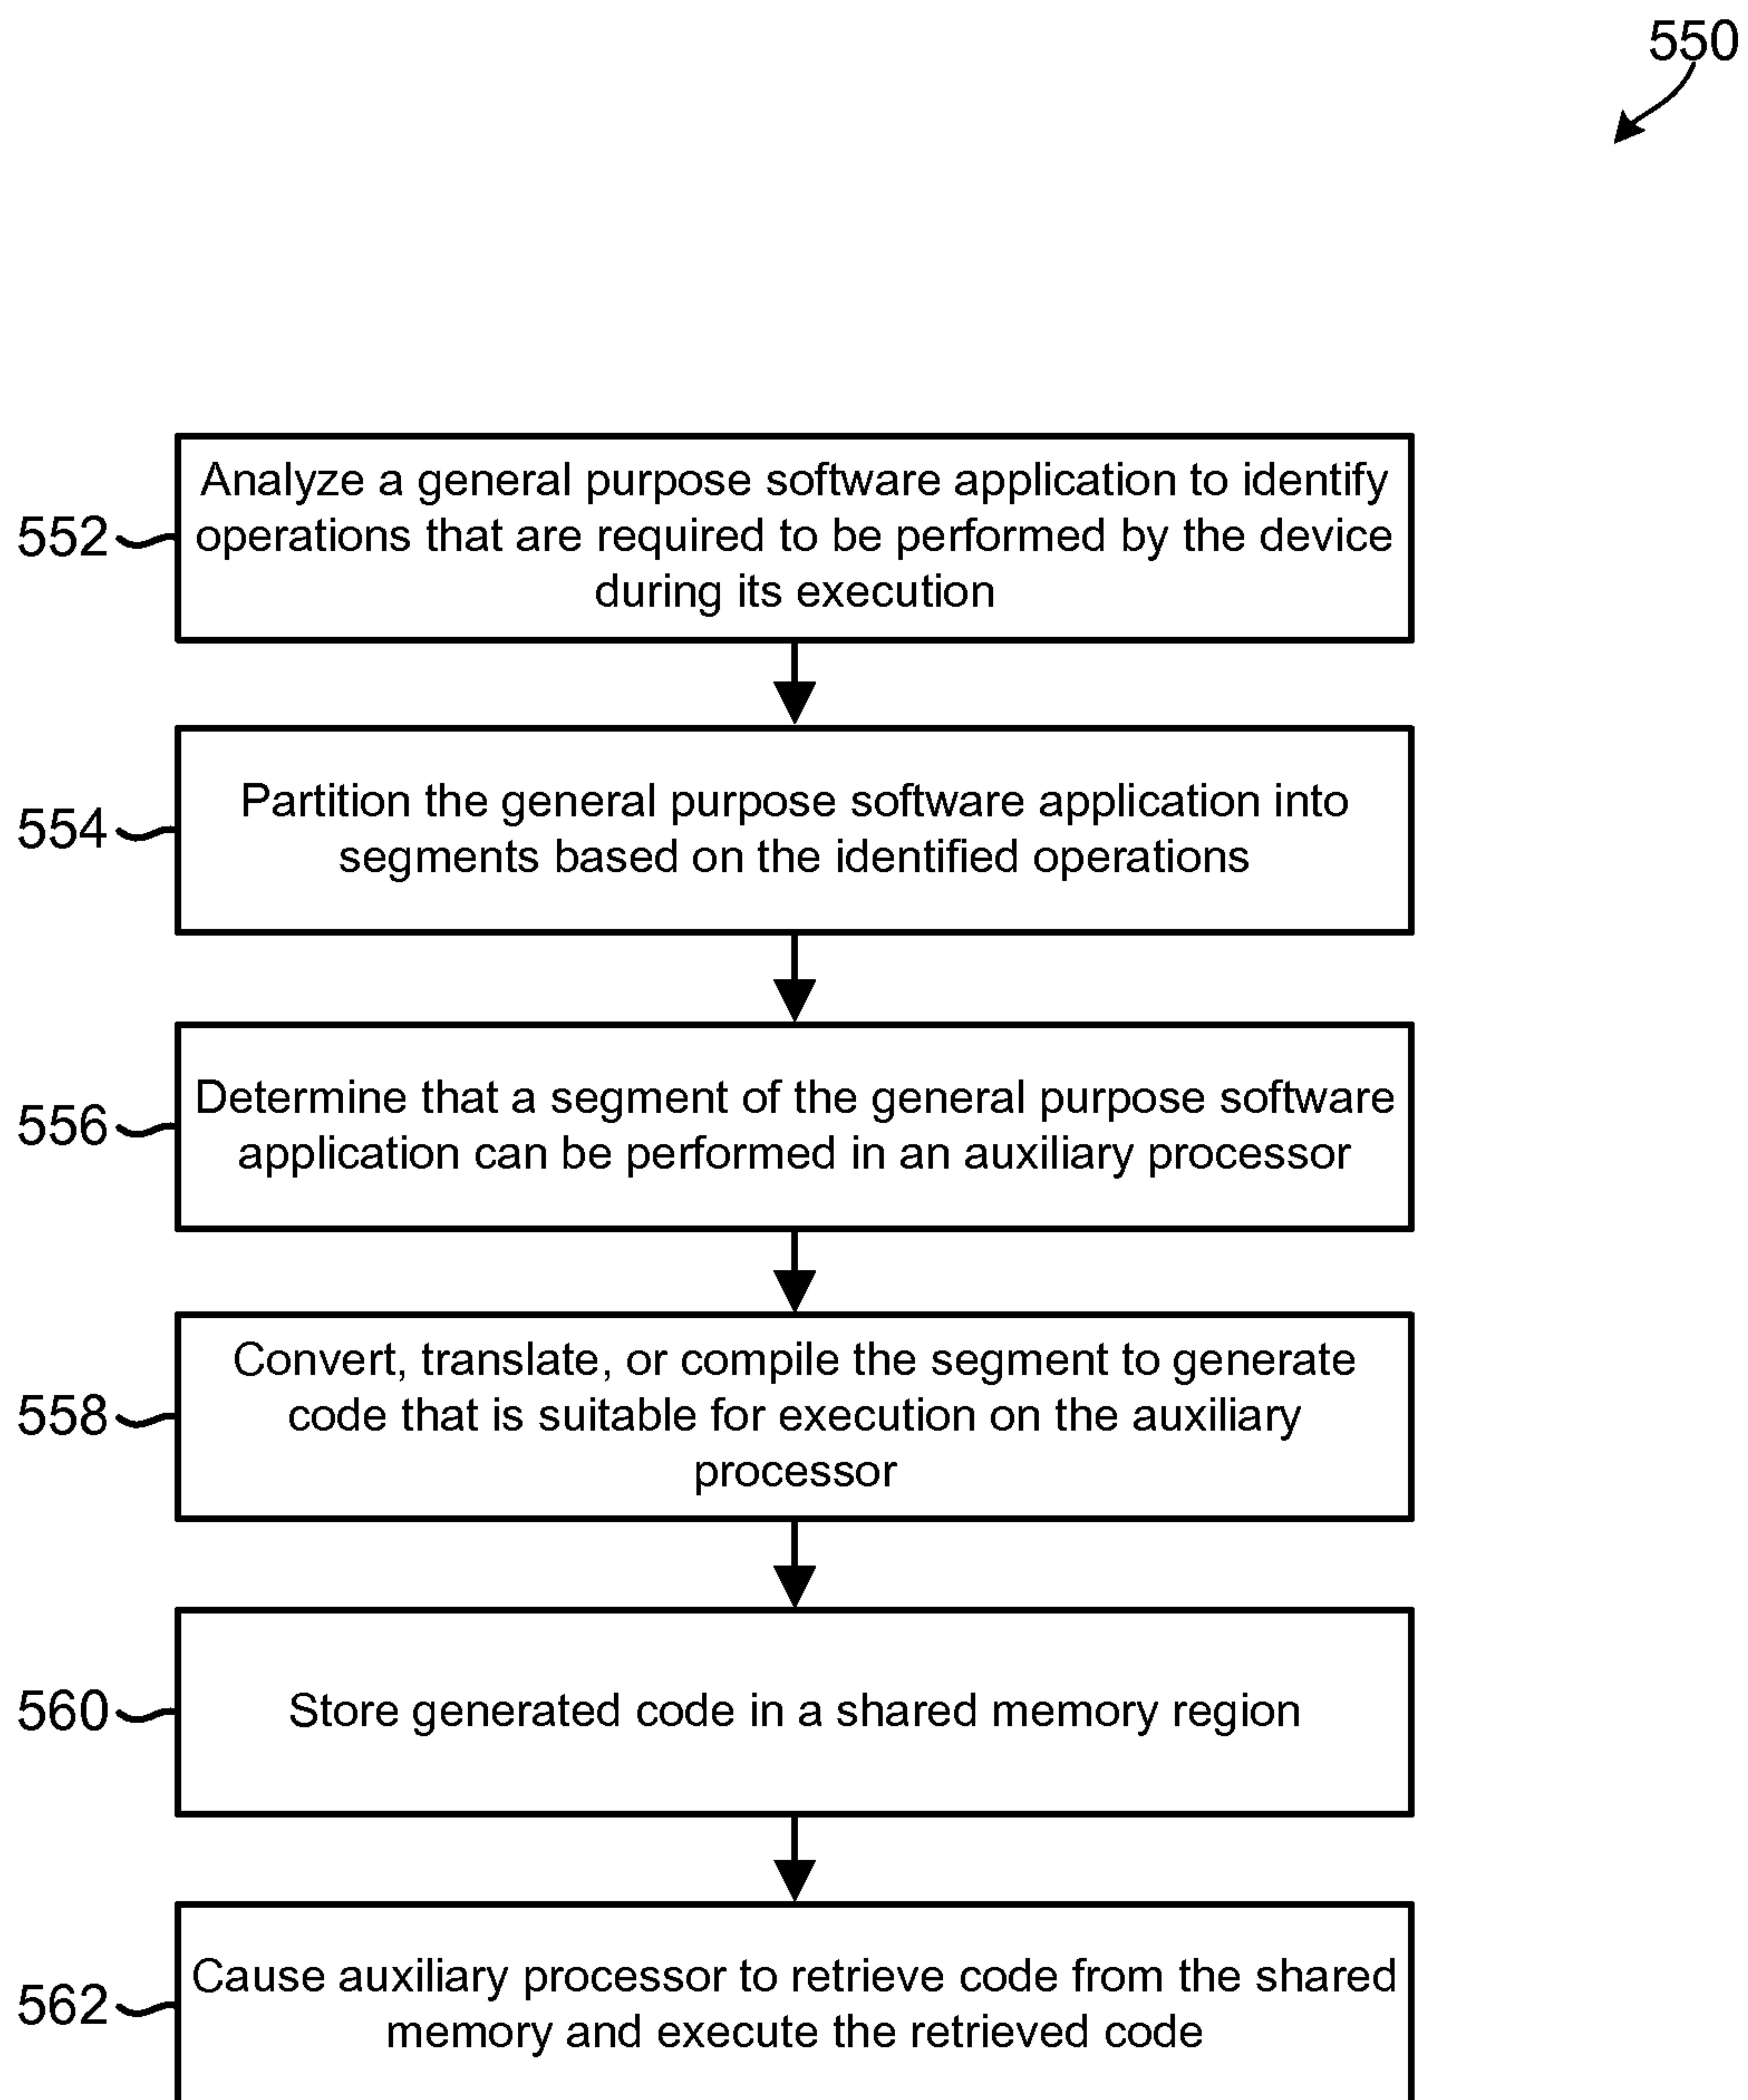 550
552
Analyze a general purpose software application to identify
operations that are required to be performed by the device
during its execution
554
Partition the general purpose software application into
segments based on the identified operations
556
Determine that a segment of the general purpose software
application can be performed in an auxiliary processor
558
Convert, translate, or compile the segment to generate
code that is suitable for execution on the auxiliary
processor
560
Store generated code in a shared memory region
562
Cause auxiliary processor to retrieve code from the shared
memory and execute the retrieved code